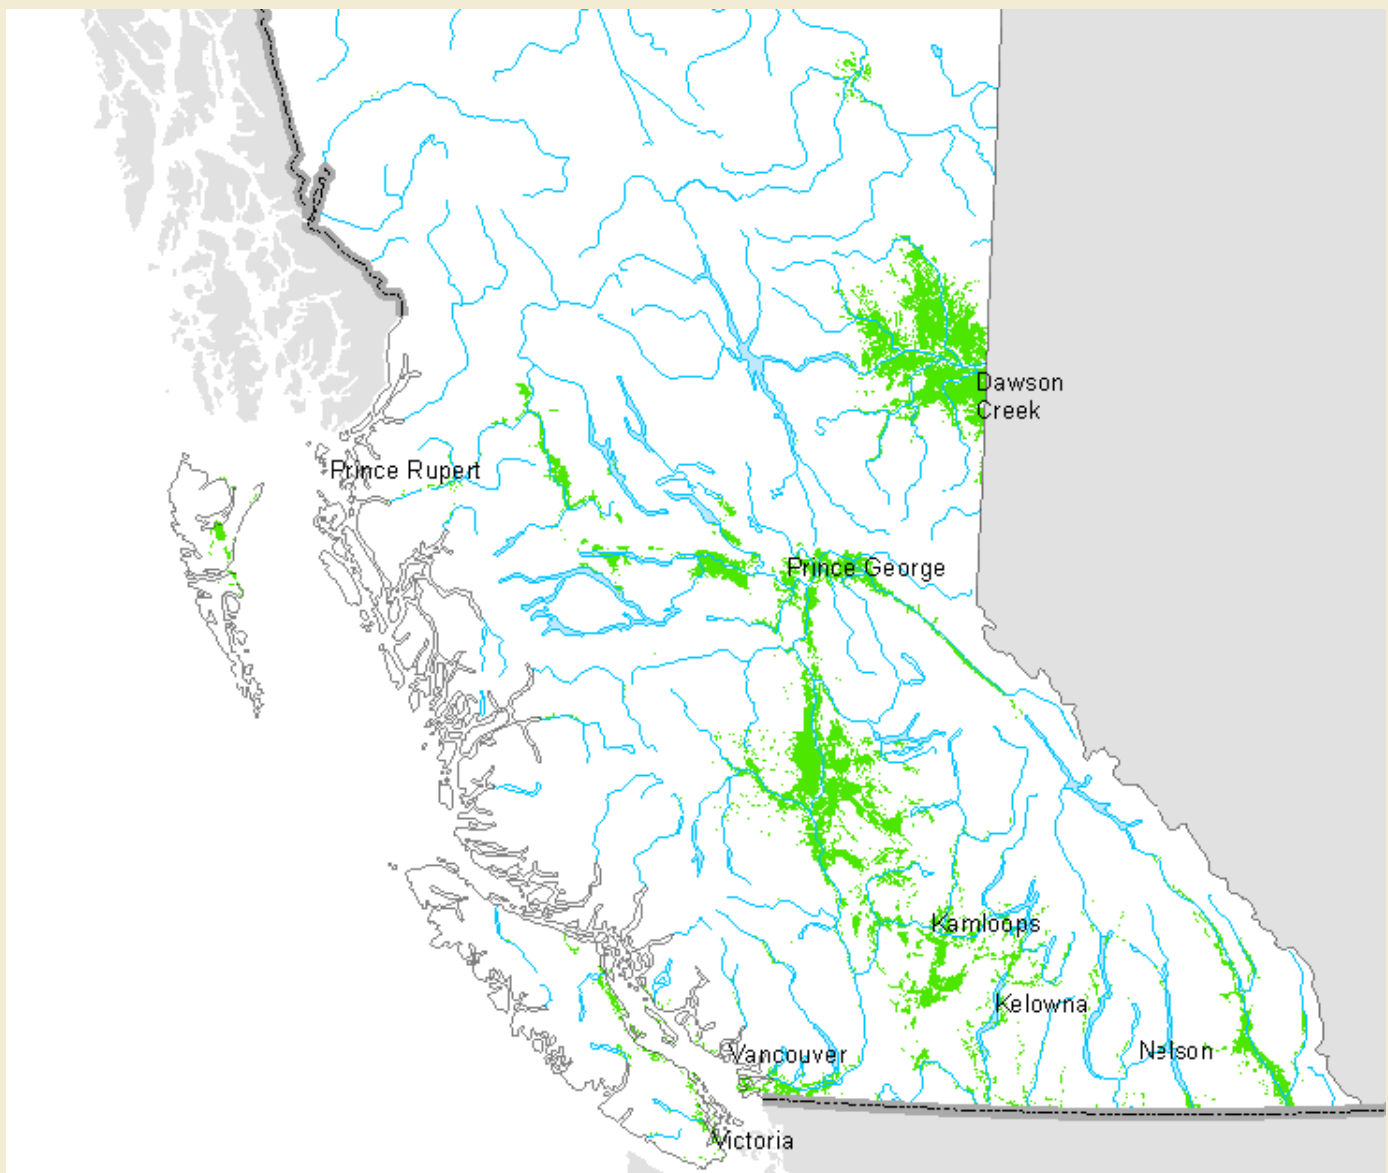 Dawson
Creek
Prince Rupert
Prince George
Kamloops
Kelowna
Nelson
Vancouver
Victoria